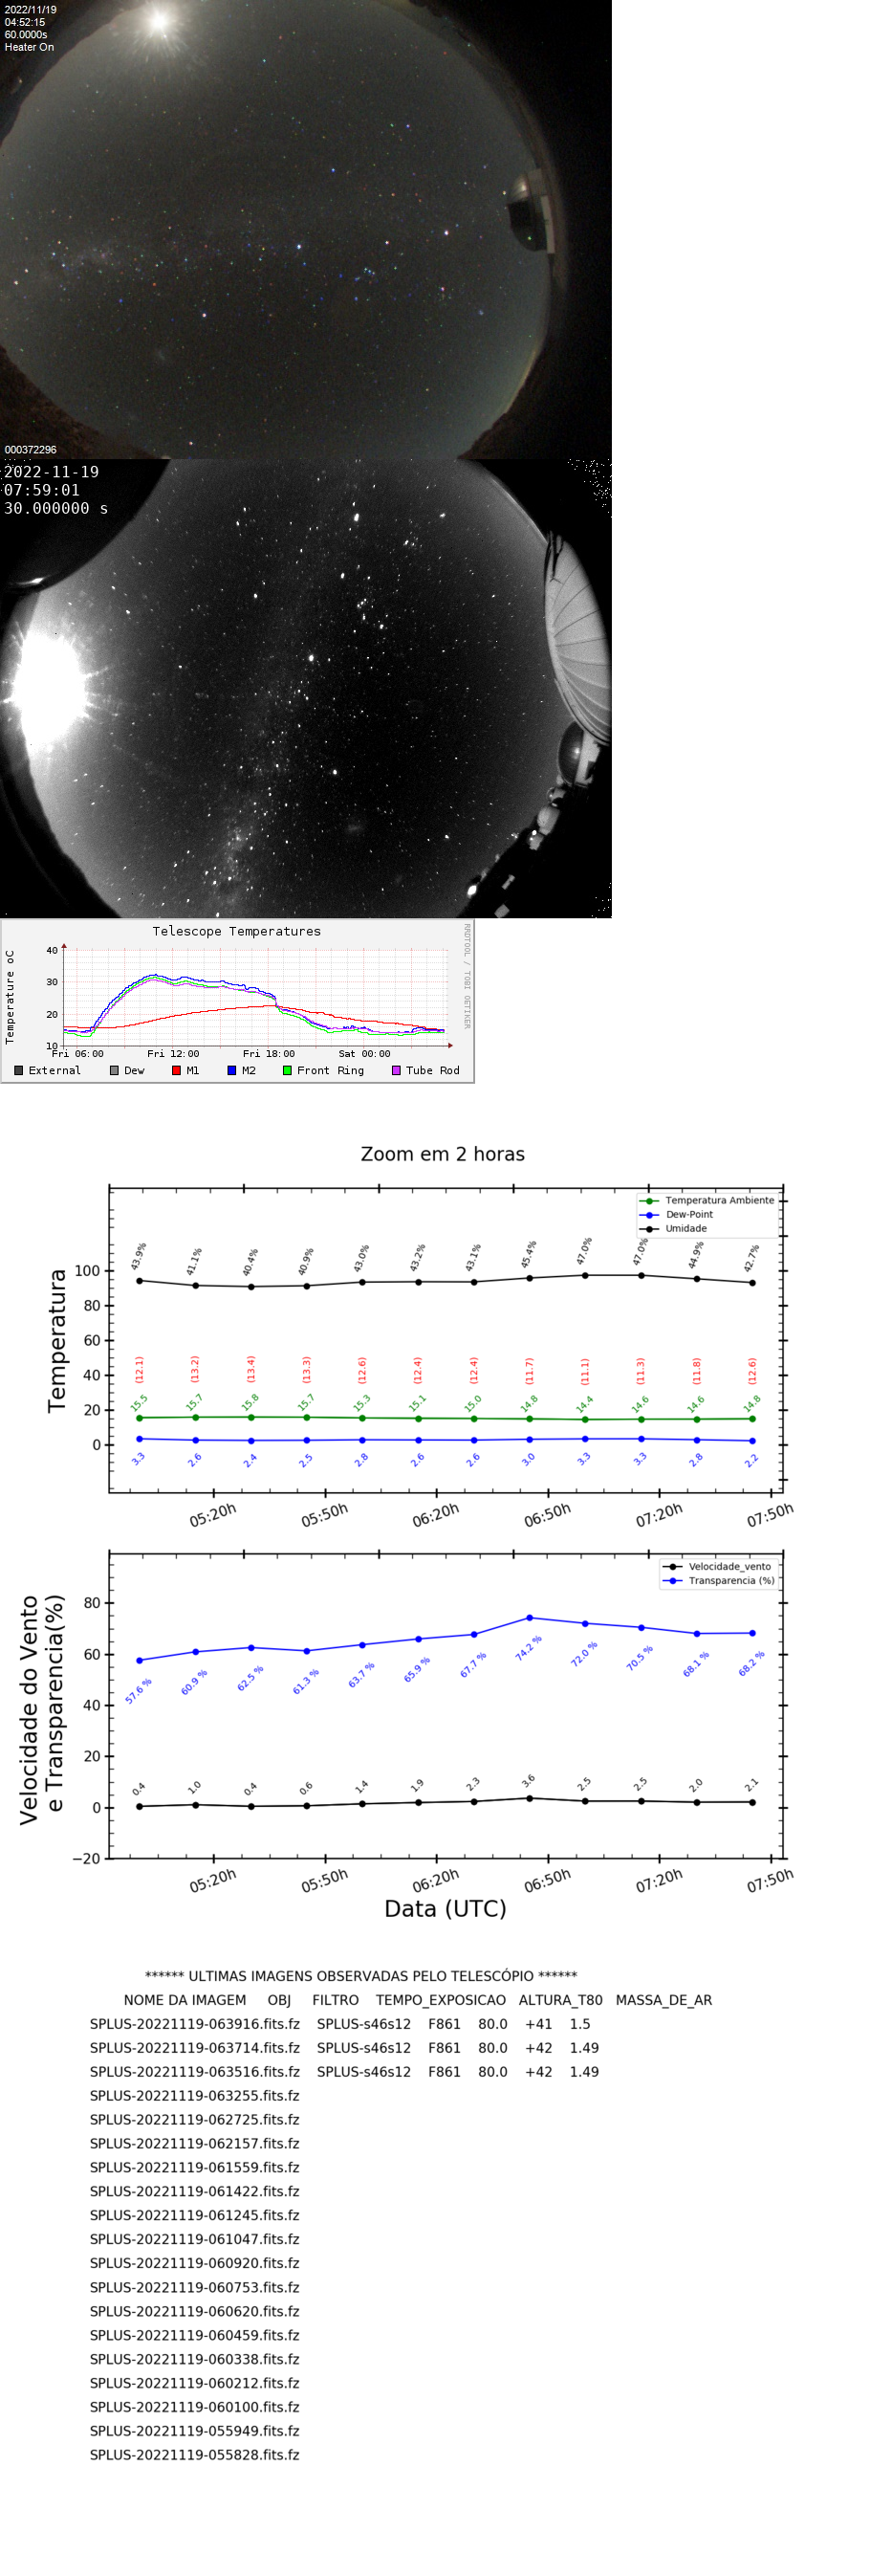 2022/11/19
04:52:15
60.0000s
Heater On
000372296
2022-11-19
07:59:01
30.000000 s
Telescope Temperatures
RRDTOOL / TOBI OETIKER
Temperature oC
40
30
20
10
Fri 06:00 Fri 12:00 Fri 18:00 Sat 00:00
External Dew M1 M2 Front Ring Tube Rod
Zoom em 2 horas
Temperatura Ambiente
Dew-Point
Umidade
43.9% 41.1% 40.4% 40.9% 43.0% 43.2% 43.1% 45.4% 47.0% 47.0% 44.9% 42.7%
Temperatura
100
80
60
40
20
0
(12.1) (13.2) (13.4) (13.3) (12.6) (12.4) (12.4) (11.7) (11.1) (11.3) (11.8) (12.6)
15.5 15.7 15.8 15.7 15.3 15.1 15.0 14.8 14.4 14.6 14.6 14.8
3.3 2.6 2.4 2.5 2.8 2.6 2.6 3.0 3.3 3.3 2.8 2.2
05:20h 05:50h 06:20h 06:50h 07:20h 07:50h
Velocidade_vento
Transparencia (%)
Velocidade do Vento
e Transparencia(%)
80
60
40
20
0
−20
57.6 % 60.9 % 62.5 % 61.3 % 63.7 % 65.9 % 67.7 % 74.2 % 72.0 % 70.5 % 68.1 % 68.2 %
0.4 1.0 0.4 0.6 1.4 1.9 2.3 3.6 2.5 2.5 2.0 2.1
05:20h 05:50h 06:20h 06:50h 07:20h 07:50h
Data (UTC)
****** ULTIMAS IMAGENS OBSERVADAS PELO TELESCÓPIO ******
NOME DA IMAGEM OBJ FILTRO TEMPO_EXPOSICAO ALTURA_T80 MASSA_DE_AR
SPLUS-20221119-063916.fits.fz SPLUS-s46s12 F861 80.0 +41 1.5
SPLUS-20221119-063714.fits.fz SPLUS-s46s12 F861 80.0 +42 1.49
SPLUS-20221119-063516.fits.fz SPLUS-s46s12 F861 80.0 +42 1.49
SPLUS-20221119-063255.fits.fz
SPLUS-20221119-062725.fits.fz
SPLUS-20221119-062157.fits.fz
SPLUS-20221119-061559.fits.fz
SPLUS-20221119-061422.fits.fz
SPLUS-20221119-061245.fits.fz
SPLUS-20221119-061047.fits.fz
SPLUS-20221119-060920.fits.fz
SPLUS-20221119-060753.fits.fz
SPLUS-20221119-060620.fits.fz
SPLUS-20221119-060459.fits.fz
SPLUS-20221119-060338.fits.fz
SPLUS-20221119-060212.fits.fz
SPLUS-20221119-060100.fits.fz
SPLUS-20221119-055949.fits.fz
SPLUS-20221119-055828.fits.fz